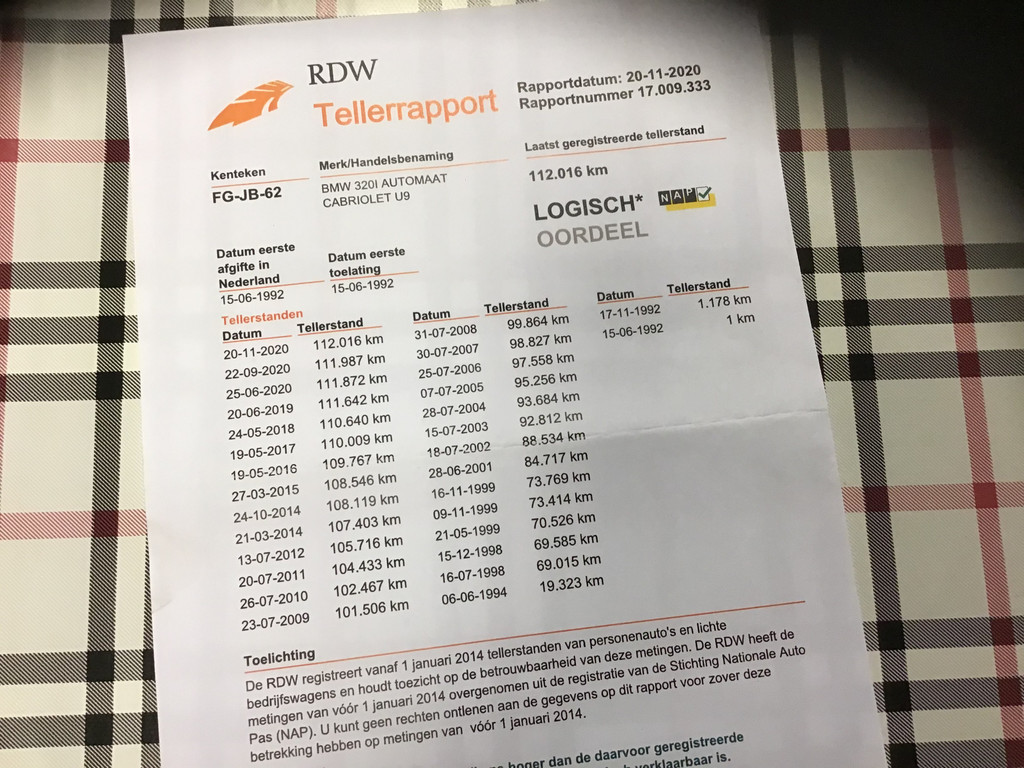 RDW
Tellerrapport
Rapportdatum: 20-11-2020
Rapportnummer 17.009.333
Kenteken
FG-JB-62
Merk/Handelsbenaming
BMW 320I AUTOMAAT
CABRIOLET U9
Laatst geregistreerde tellerstand
112.016 km
LOGISCH*
OORDEEL
NAP
Datum eerste
afgifte in
Nederland
15-06-1992
Datum eerste
toelating
15-06-1992
Tellerstanden
Datum Tellerstand
20-11-2020 112.016 km
22-09-2020 111.987 km
25-06-2020 111.872 km
20-06-2019 111.642 km
24-05-2018 110.640 km
19-05-2017 110.009 km
19-05-2016 109.767 km
27-03-2015 108.546 km
24-10-2014 108.119 km
21-03-2014 107.403 km
13-07-2012 105.716 km
20-07-2011 104.433 km
26-07-2010 102.467 km
23-07-2009 101.506 km
Datum Tellerstand
31-07-2008 99.864 km
30-07-2007 98.827 km
25-07-2006 97.558 km
07-07-2005 95.256 km
28-07-2004 93.684 km
15-07-2003 92.812 km
18-07-2002 88.534 km
28-06-2001 84.717 km
16-11-1999 73.769 km
09-11-1999 73.414 km
21-05-1999 70.526 km
15-12-1998 69.585 km
16-07-1998 69.015 km
06-06-1994 19.323 km
Datum Tellerstand
17-11-1992 1.178 km
15-06-1992 1 km
Toelichting
De RDW registreert vanaf 1 januari 2014 tellerstanden van personenauto's en lichte
bedrijfswagens en houdt toezicht op de betrouwbaarheid van deze metingen. De RDW heeft de
metingen van vóór 1 januari 2014 overgenomen uit de registratie van de Stichting Nationale Auto
Pas (NAP). U kunt geen rechten ontlenen aan de gegevens op dit rapport voor zover deze
betrekking hebben op metingen van vóór 1 januari 2014.
hoger dan de daarvoor geregistreerde
verklaarbaar is.